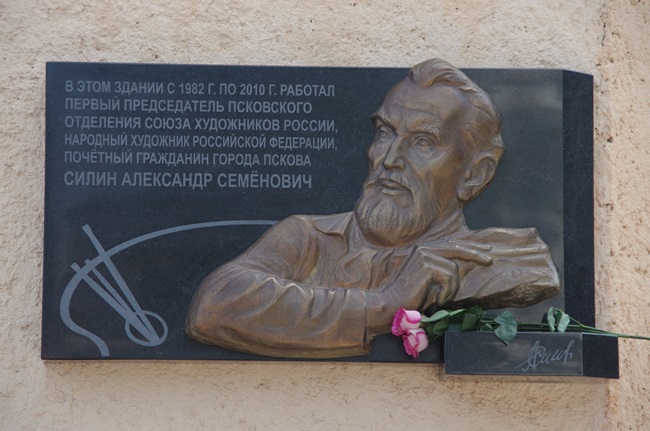 В ЭТОМ ЗДАНИИ С 1982 Г. ПО 2010 Г. РАБОТАЛ
ПЕРВЫЙ ПРЕДСЕДАТЕЛЬ ПСКОВСКОГО
ОТДЕЛЕНИЯ СОЮЗА ХУДОЖНИКОВ РОССИИ,
НАРОДНЫЙ ХУДОЖНИК РОССИЙСКОЙ ФЕДЕРАЦИИ,
ПОЧЁТНЫЙ ГРАЖДАНИН ГОРОДА ПСКОВА
СИЛИН АЛЕКСАНДР СЕМЁНОВИЧ